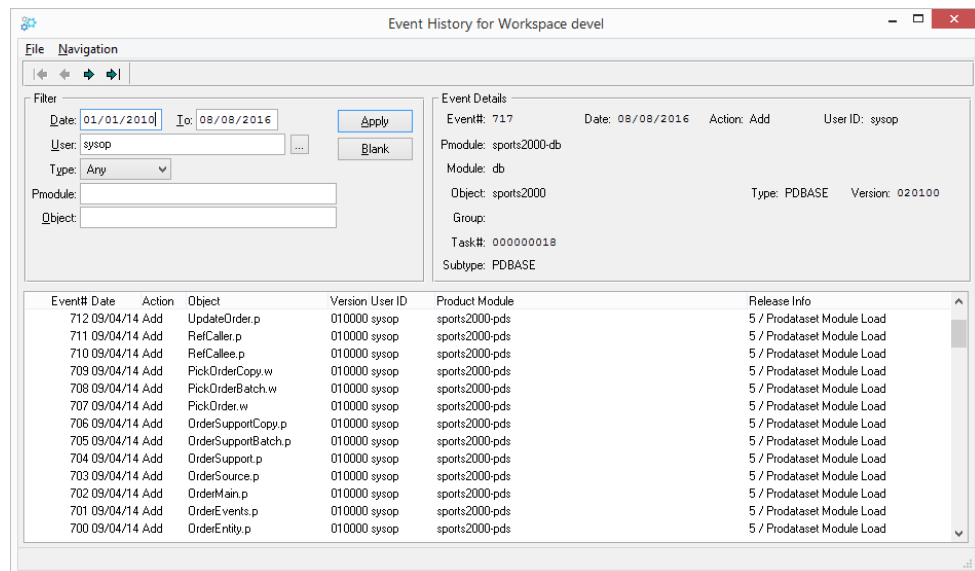 Event History for Workspace devel
File Navigation
Filter
Date: 01/01/2010 To: 08/08/2016 Apply
User: sysop ... Blank
Type: Any
Pmodule:
Object:
Event Details
Event#: 717 Date: 08/08/2016 Action: Add User ID: sysop
Pmodule: sports2000-db
Module: db
Object: sports2000 Type: PDBASE Version: 020100
Group:
Task#: 000000018
Subtype: PDBASE
Event# Date Action Object Version User ID Product Module Release Info
712 09/04/14 Add UpdateOrder.p 010000 sysop sports2000-pds 5 / Prodataset Module Load
711 09/04/14 Add RefCaller.p 010000 sysop sports2000-pds 5 / Prodataset Module Load
710 09/04/14 Add RefCallee.p 010000 sysop sports2000-pds 5 / Prodataset Module Load
709 09/04/14 Add PickOrderCopy.w 010000 sysop sports2000-pds 5 / Prodataset Module Load
708 09/04/14 Add PickOrderBatch.w 010000 sysop sports2000-pds 5 / Prodataset Module Load
707 09/04/14 Add PickOrder.w 010000 sysop sports2000-pds 5 / Prodataset Module Load
706 09/04/14 Add OrderSupportCopy.p 010000 sysop sports2000-pds 5 / Prodataset Module Load
705 09/04/14 Add OrderSupportBatch.p 010000 sysop sports2000-pds 5 / Prodataset Module Load
704 09/04/14 Add OrderSupport.p 010000 sysop sports2000-pds 5 / Prodataset Module Load
703 09/04/14 Add OrderSource.p 010000 sysop sports2000-pds 5 / Prodataset Module Load
702 09/04/14 Add OrderMain.p 010000 sysop sports2000-pds 5 / Prodataset Module Load
701 09/04/14 Add OrderEvents.p 010000 sysop sports2000-pds 5 / Prodataset Module Load
700 09/04/14 Add OrderEntity.p 010000 sysop sports2000-pds 5 / Prodataset Module Load